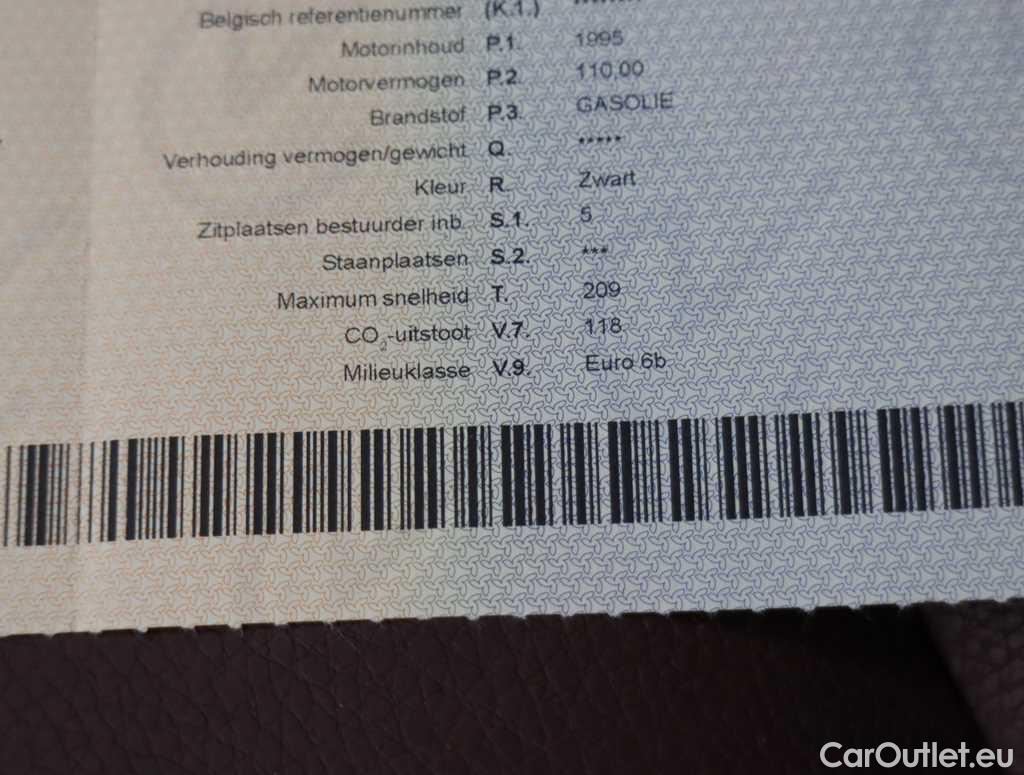 Belgisch referentienummer (K.1.) *******
Motorinhoud P.1. 1995
Motorvermogen P.2. 110,00
Brandstof P.3. GASOLIE
Verhouding vermogen/gewicht Q. *****
Kleur R. Zwart
Zitplaatsen bestuurder inb. S.1. 5
Staanplaatsen S.2. ***
Maximum snelheid T. 209
CO₂-uitstoot V.7. 118
Milieuklasse V.9. Euro 6b
CarOutlet.eu